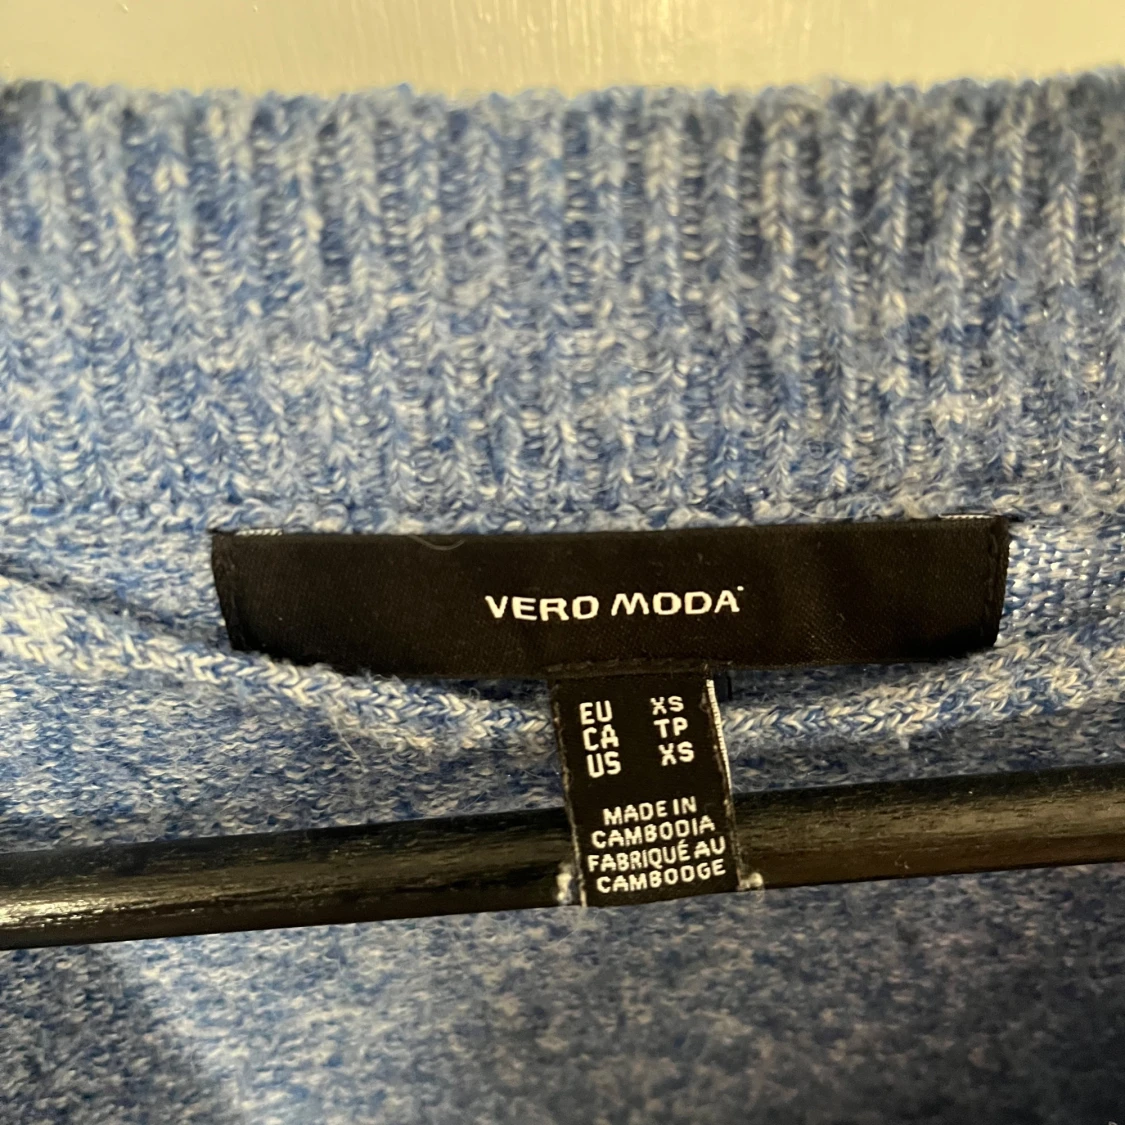 VERO MODA
EU XS
CA TP
US XS
MADE IN
CAMBODIA
FABRIQUÉ AU
CAMBODGE